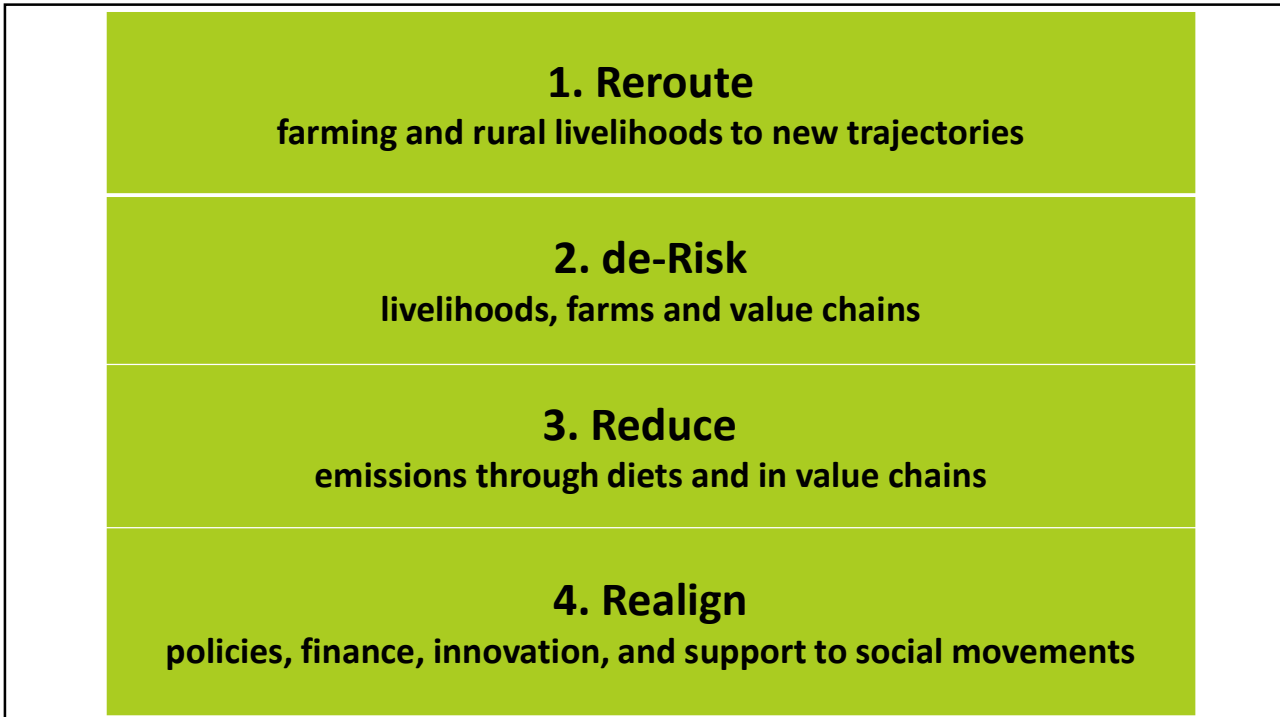 1. Reroute
farming and rural livelihoods to new trajectories
2. de-Risk
livelihoods, farms and value chains
3. Reduce
emissions through diets and in value chains
4. Realign
policies, finance, innovation, and support to social movements